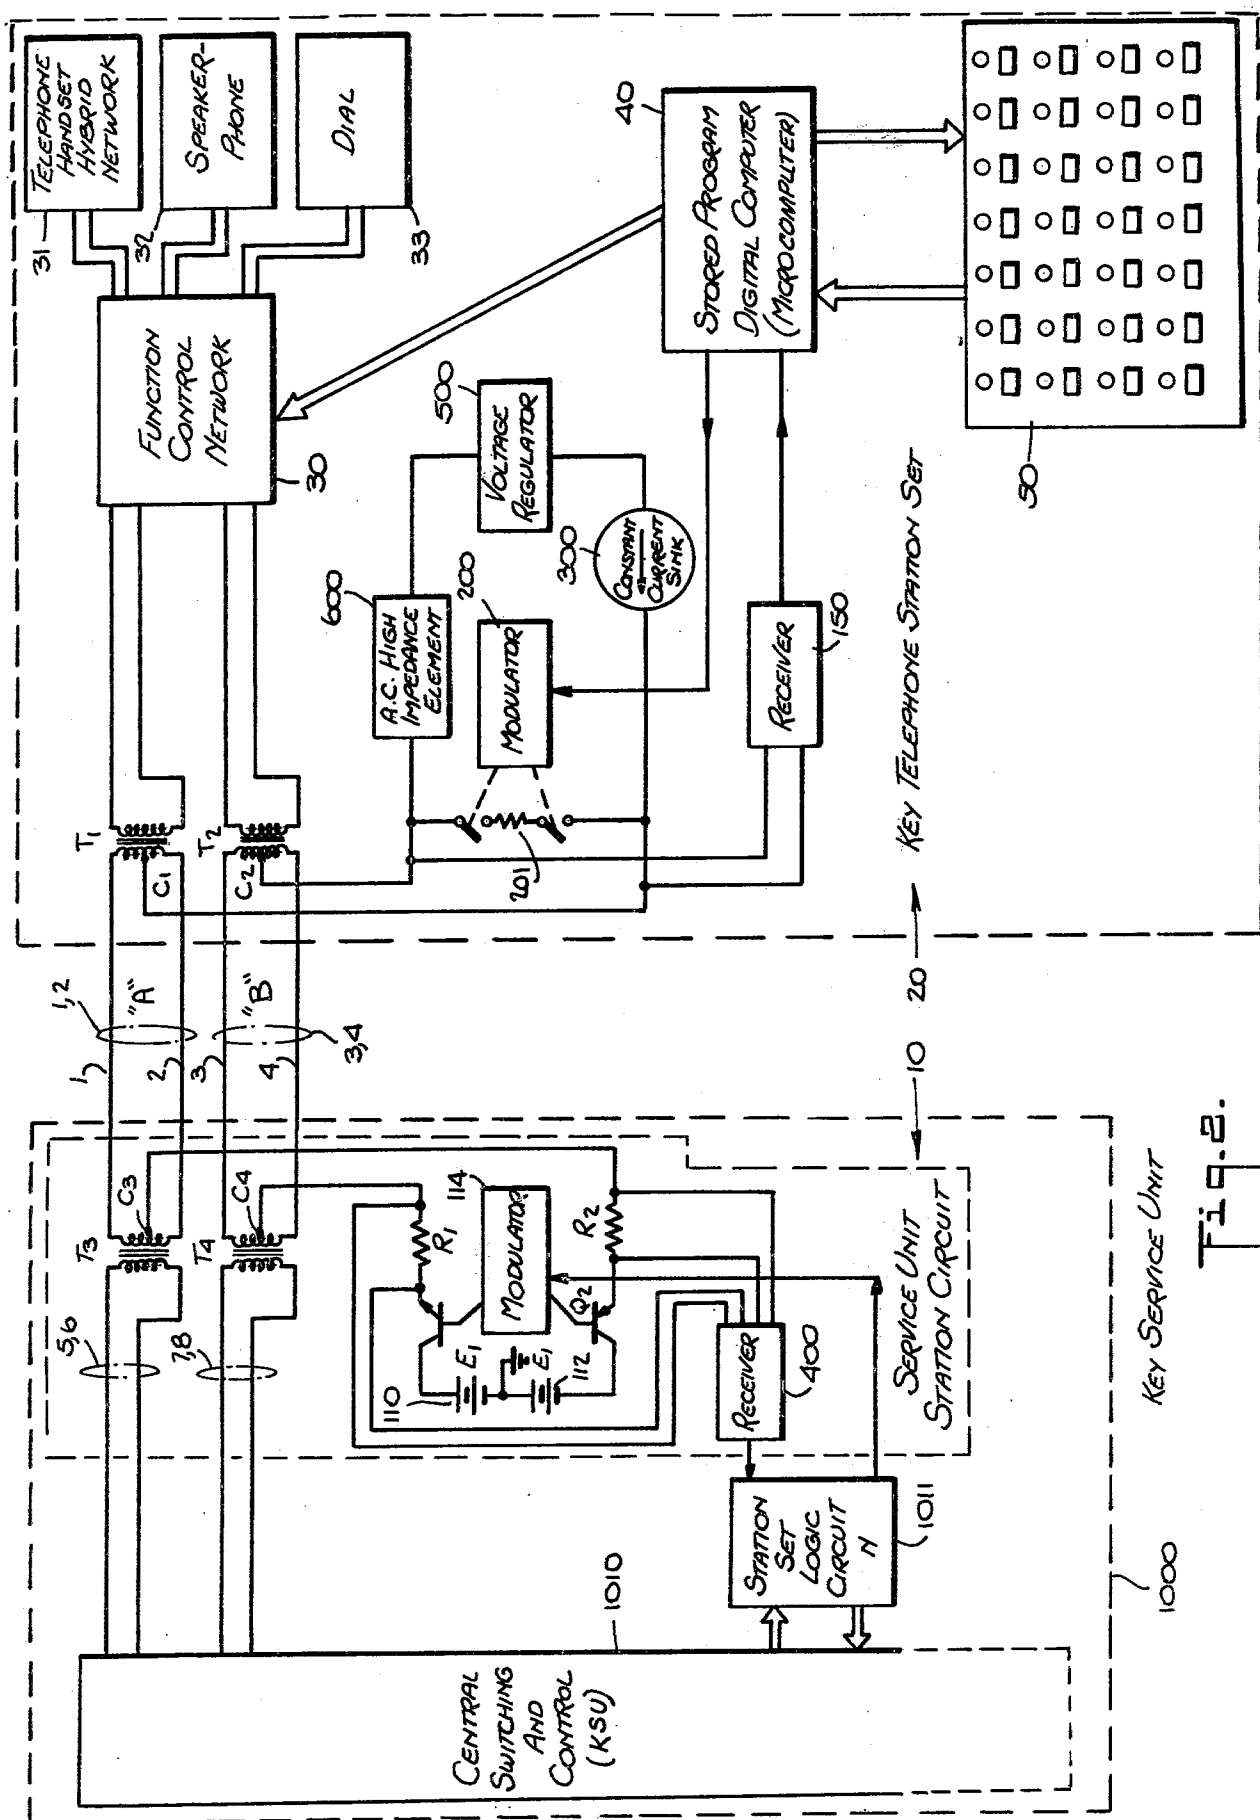 TELEPHONE
HANDSET
HYBRID
NETWORK
31
SPEAKER-
PHONE
32
DIAL
33
FUNCTION
CONTROL
NETWORK
30
STORED PROGRAM
DIGITAL COMPUTER
(MICROCOMPUTER)
40
50
VOLTAGE
REGULATOR
500
A.C. HIGH
IMPEDANCE
ELEMENT
600
MODULATOR
200
CONSTANT
CURRENT
SINK
300
201
RECEIVER
150
T1
C1
T2
C2
KEY TELEPHONE STATION SET
20
10
1,2
"A"
1
2
"B"
3
4
3,4
T3
C3
T4
C4
5,6
7,8
R1
MODULATOR
114
R2
Q2
E1
110
E1
112
RECEIVER
400
SERVICE UNIT
STATION CIRCUIT
STATION
SET
LOGIC
CIRCUIT
N
1011
CENTRAL
SWITCHING
AND
CONTROL
(KSU)
1010
1000
KEY SERVICE UNIT
Fig. 2.